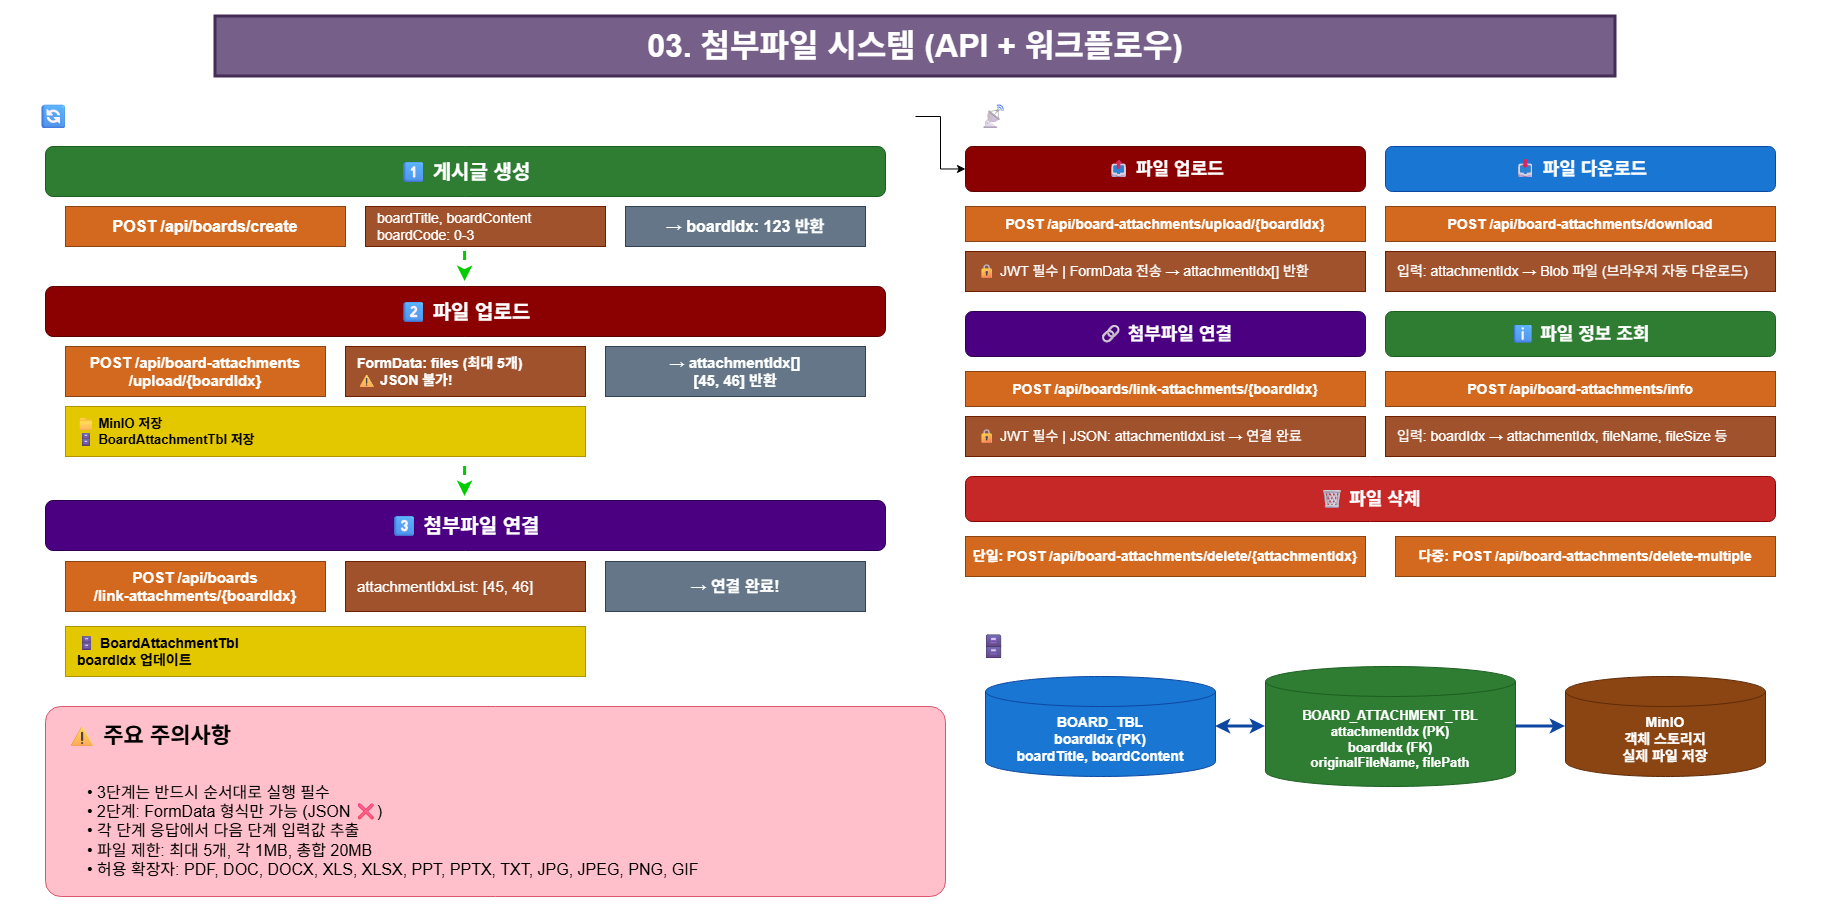 03. 첨부파일 시스템 (API + 워크플로우)
1 게시글 생성
POST /api/boards/create
boardTitle, boardContent
boardCode: 0-3
→ boardIdx: 123 반환
2 파일 업로드
POST /api/board-attachments
/upload/{boardIdx}
FormData: files (최대 5개)
⚠️ JSON 불가!
→ attachmentIdx[]
[45, 46] 반환
MinIO 저장
BoardAttachmentTbl 저장
3 첨부파일 연결
POST /api/boards
/link-attachments/{boardIdx}
attachmentIdxList: [45, 46]
→ 연결 완료!
BoardAttachmentTbl
boardIdx 업데이트
⚠️ 주요 주의사항
• 3단계는 반드시 순서대로 실행 필수
• 2단계: FormData 형식만 가능 (JSON ❌)
• 각 단계 응답에서 다음 단계 입력값 추출
• 파일 제한: 최대 5개, 각 1MB, 총합 20MB
• 허용 확장자: PDF, DOC, DOCX, XLS, XLSX, PPT, PPTX, TXT, JPG, JPEG, PNG, GIF
파일 업로드
POST /api/board-attachments/upload/{boardIdx}
🔒 JWT 필수 | FormData 전송 → attachmentIdx[] 반환
파일 다운로드
POST /api/board-attachments/download
입력: attachmentIdx → Blob 파일 (브라우저 자동 다운로드)
첨부파일 연결
POST /api/boards/link-attachments/{boardIdx}
🔒 JWT 필수 | JSON: attachmentIdxList → 연결 완료
ℹ️ 파일 정보 조회
POST /api/board-attachments/info
입력: boardIdx → attachmentIdx, fileName, fileSize 등
파일 삭제
단일: POST /api/board-attachments/delete/{attachmentIdx}
다중: POST /api/board-attachments/delete-multiple
BOARD_TBL
boardIdx (PK)
boardTitle, boardContent
BOARD_ATTACHMENT_TBL
attachmentIdx (PK)
boardIdx (FK)
originalFileName, filePath
MinIO
객체 스토리지
실제 파일 저장